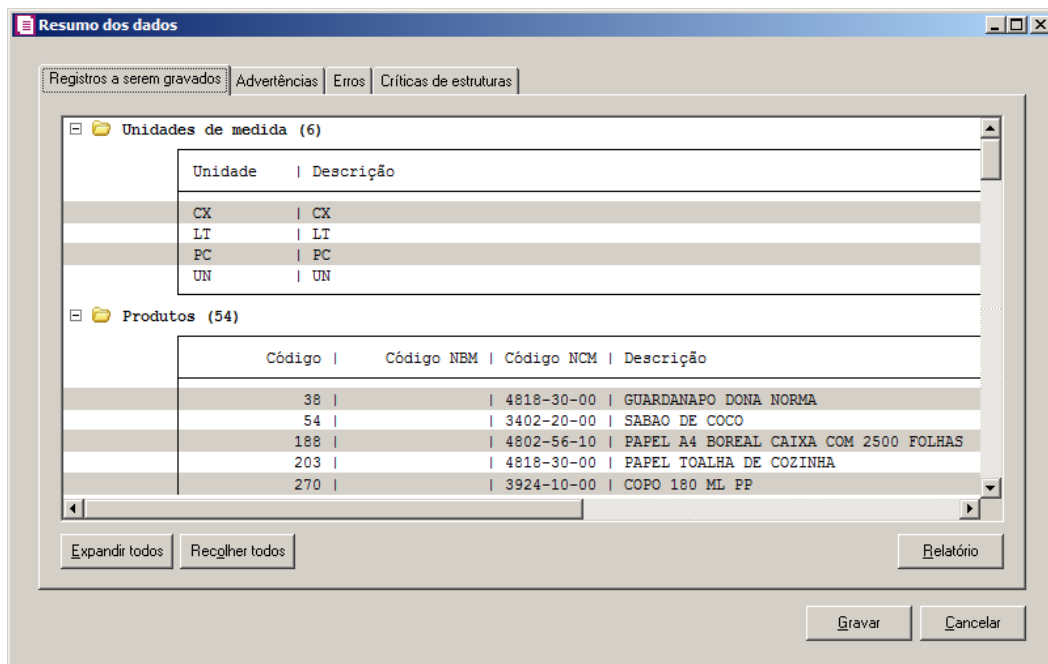 Resumo dos dados
Registros a serem gravados Advertências Erros Críticas de estruturas
Unidades de medida (6)
Unidade | Descrição
CX | CX
LT | LT
PC | PC
UN | UN
Produtos (54)
Código | Código NBM | Código NCM | Descrição
38 | | 4818-30-00 | GUARDANAPO DONA NORMA
54 | | 3402-20-00 | SABAO DE COCO
188 | | 4802-56-10 | PAPEL A4 BOREAL CAIXA COM 2500 FOLHAS
203 | | 4818-30-00 | PAPEL TOALHA DE COZINHA
270 | | 3924-10-00 | COPO 180 ML PP
Expandir todos Recolher todos Relatório
Gravar Cancelar